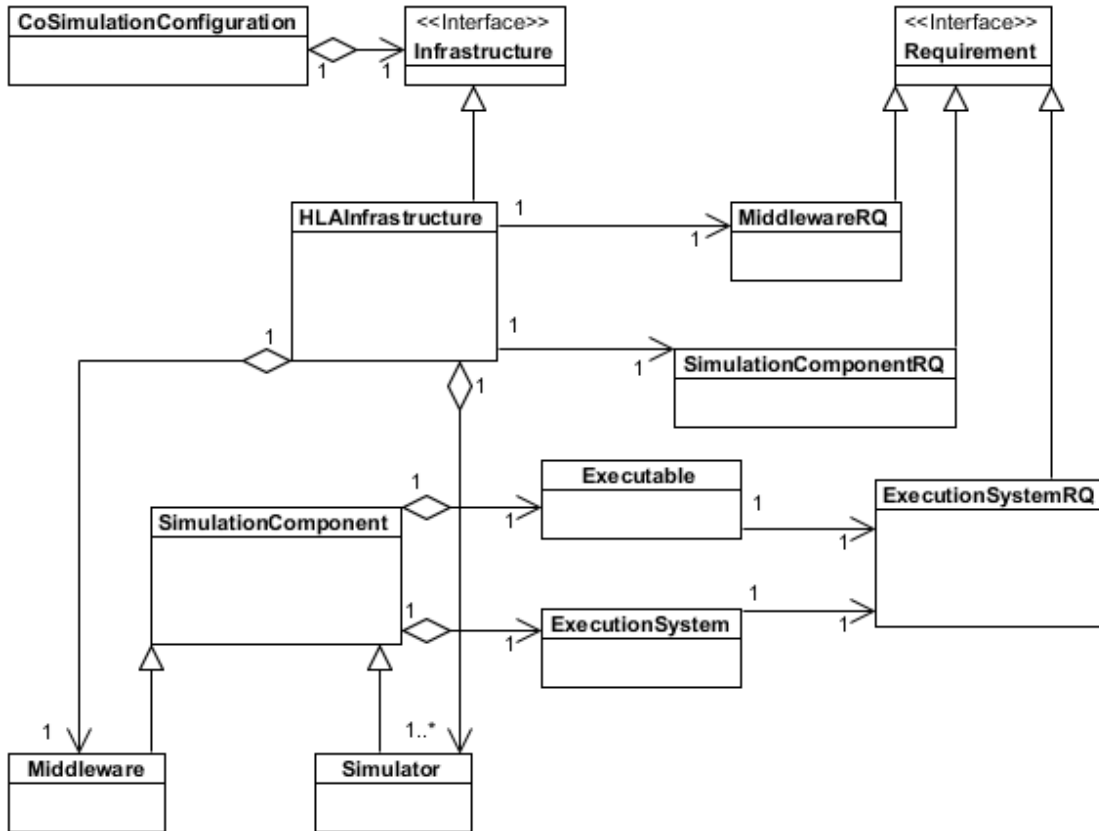 CoSimulationConfiguration
<<Interface>>
Infrastructure
<<Interface>>
Requirement
1
1
HLAInfrastructure
1
1
MiddlewareRQ
1
1
1
SimulationComponentRQ
1
1
Executable
1
1
ExecutionSystemRQ
1
SimulationComponent
1
1
1
ExecutionSystem
1
1
1
1..*
Middleware
Simulator